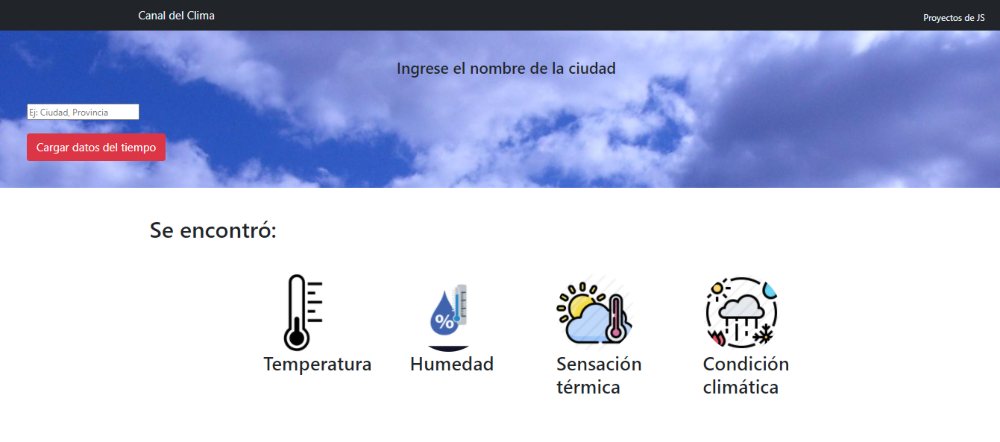 Canal del Clima
Proyectos de JS
Ingrese el nombre de la ciudad
Ej: Ciudad, Provincia
Cargar datos del tiempo
Se encontró:
Temperatura
Humedad
Sensación
térmica
Condición
climática
%